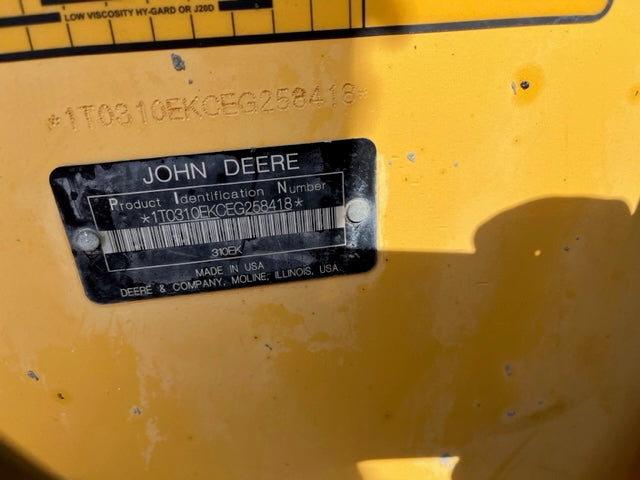 LOW VISCOSITY HY-GARD OR J20D
*1T0310EKCEG258418*
JOHN DEERE
Product Identification Number
*1T0310EKCEG258418*
310EK
MADE IN USA
DEERE & COMPANY, MOLINE, ILLINOIS, USA